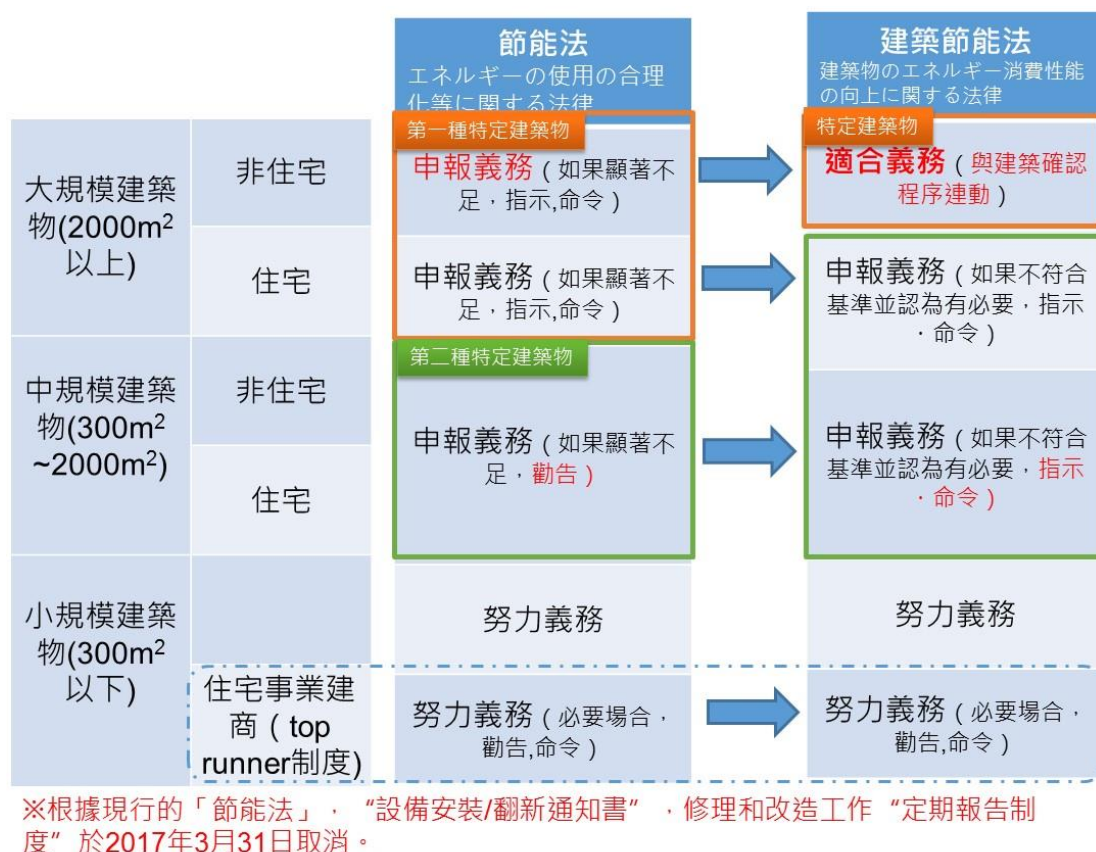 節能法
エネルギーの使用の合理
化等に関する法律
建築節能法
建築物のエネルギー消費性能
の向上に関する法律
大規模建築
物(2000m²
以上)
非住宅
第一種特定建築物
申報義務（如果顯著不
足，指示,命令）
特定建築物
適合義務（與建築確認
程序連動）
住宅
申報義務（如果顯著不
足，指示,命令）
申報義務（如果不符合
基準並認為有必要，指示
．命令）
中規模建築
物(300m²
~2000m²)
非住宅
住宅
第二種特定建築物
申報義務（如果顯著不
足，勸告）
申報義務（如果不符合
基準並認為有必要，指示
．命令）
小規模建築
物(300m²
以下)
努力義務
努力義務
住宅事業建
商（top
runner制度)
努力義務（必要場合，
勸告,命令）
努力義務（必要場合，
勸告,命令）
※根據現行的「節能法」，“設備安裝/翻新通知書”，修理和改造工作“定期報告制
度”於2017年3月31日取消。